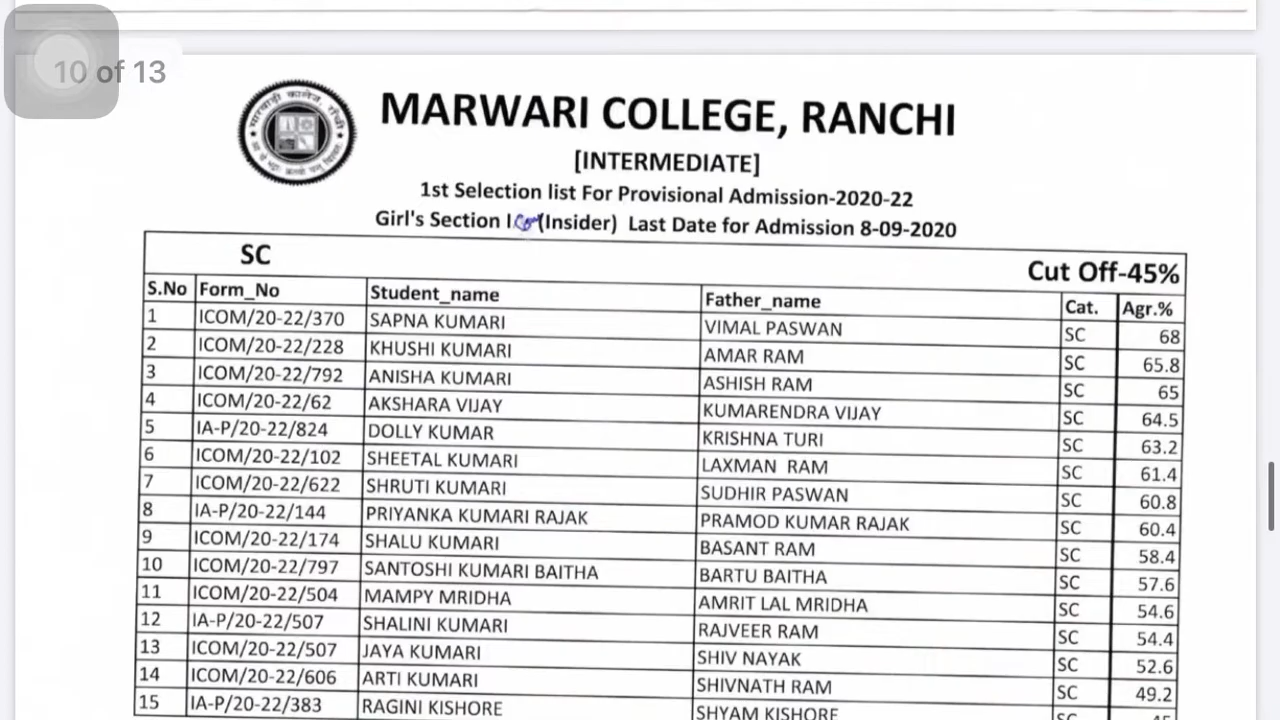 10 of 13
मारवाड़ी कालेज, राँची
MARWARI COLLEGE, RANCHI
[INTERMEDIATE]
1st Selection list For Provisional Admission-2020-22
Girl's Section I (Insider) Last Date for Admission 8-09-2020
SC Cut Off-45%
S.No Form_No Student_name Father_name Cat. Agr.%
1 ICOM/20-22/370 SAPNA KUMARI VIMAL PASWAN SC 68
2 ICOM/20-22/228 KHUSHI KUMARI AMAR RAM SC 65.8
3 ICOM/20-22/792 ANISHA KUMARI ASHISH RAM SC 65
4 ICOM/20-22/62 AKSHARA VIJAY KUMARENDRA VIJAY SC 64.5
5 IA-P/20-22/824 DOLLY KUMAR KRISHNA TURI SC 63.2
6 ICOM/20-22/102 SHEETAL KUMARI LAXMAN RAM SC 61.4
7 ICOM/20-22/622 SHRUTI KUMARI SUDHIR PASWAN SC 60.8
8 IA-P/20-22/144 PRIYANKA KUMARI RAJAK PRAMOD KUMAR RAJAK SC 60.4
9 ICOM/20-22/174 SHALU KUMARI BASANT RAM SC 58.4
10 ICOM/20-22/797 SANTOSHI KUMARI BAITHA BARTU BAITHA SC 57.6
11 ICOM/20-22/504 MAMPY MRIDHA AMRIT LAL MRIDHA SC 54.6
12 IA-P/20-22/507 SHALINI KUMARI RAJVEER RAM SC 54.4
13 ICOM/20-22/507 JAYA KUMARI SHIV NAYAK SC 52.6
14 ICOM/20-22/606 ARTI KUMARI SHIVNATH RAM SC 49.2
15 IA-P/20-22/383 RAGINI KISHORE SHYAM KISHORE SC 45